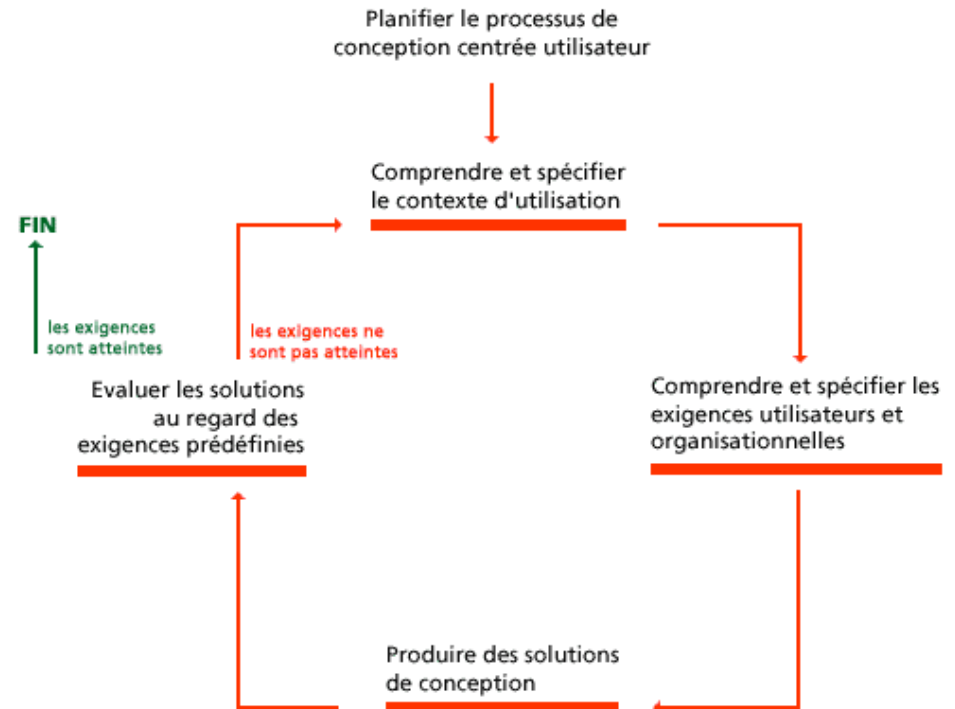 Planifier le processus de
conception centrée utilisateur
Comprendre et spécifier
le contexte d'utilisation
FIN
les exigences
sont atteintes
les exigences ne
sont pas atteintes
Evaluer les solutions
au regard des
exigences prédéfinies
Comprendre et spécifier les
exigences utilisateurs et
organisationnelles
Produire des solutions
de conception